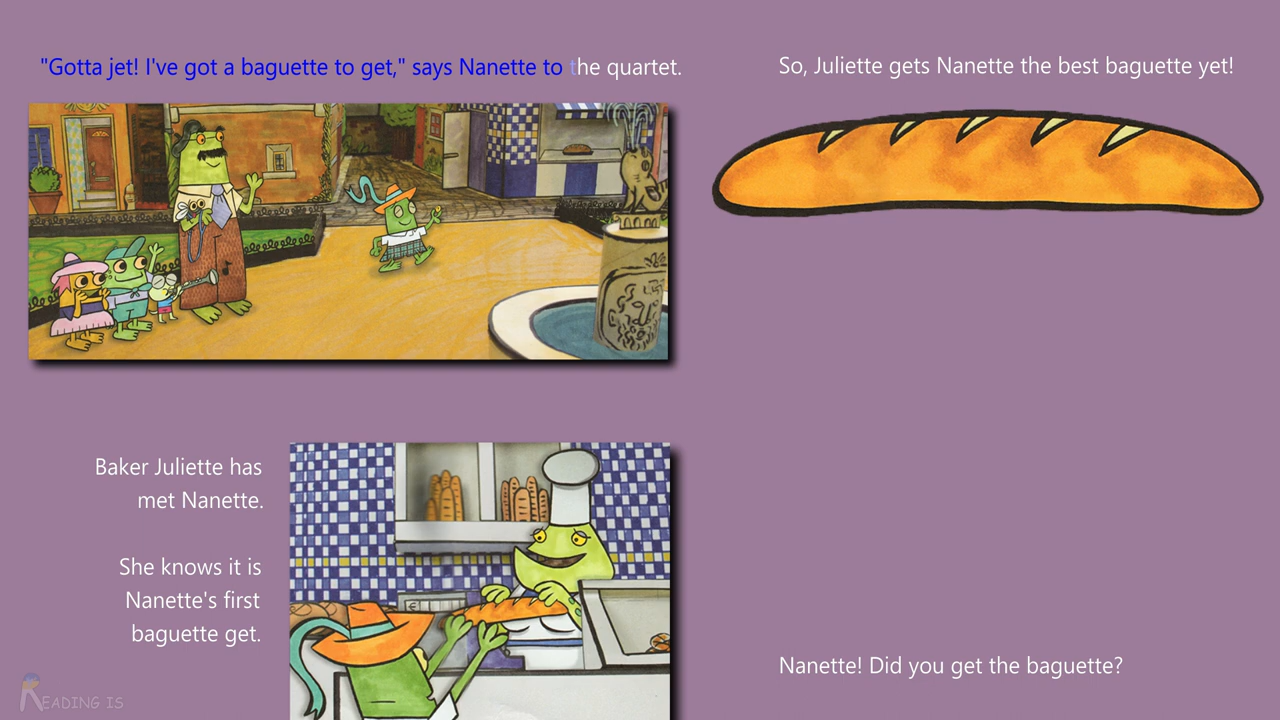 "Gotta jet! I've got a baguette to get," says Nanette to the quartet.
Baker Juliette has
met Nanette.
She knows it is
Nanette's first
baguette get.
So, Juliette gets Nanette the best baguette yet!
Nanette! Did you get the baguette?
READING IS